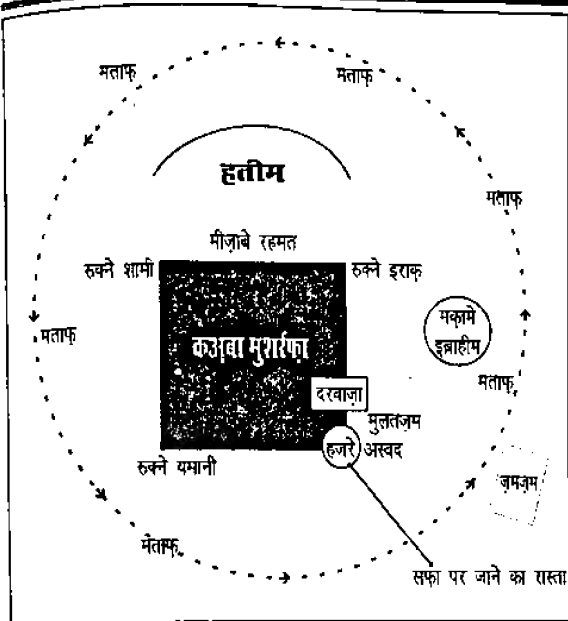 मताफ़ मताफ़
हतीम
मताफ़
मीज़ाबे रहमत
रुक्ने शामी रुक्ने इराक़
मक़ामे
इब्राहीम
मताफ़
कअ़बा मुशर्रफ़ा
मताफ़
दरवाज़ा
मुलतज़म
हजरे अस्वद
रुक्ने यमानी
ज़मज़म
मताफ़
सफ़ा पर जाने का रास्ता